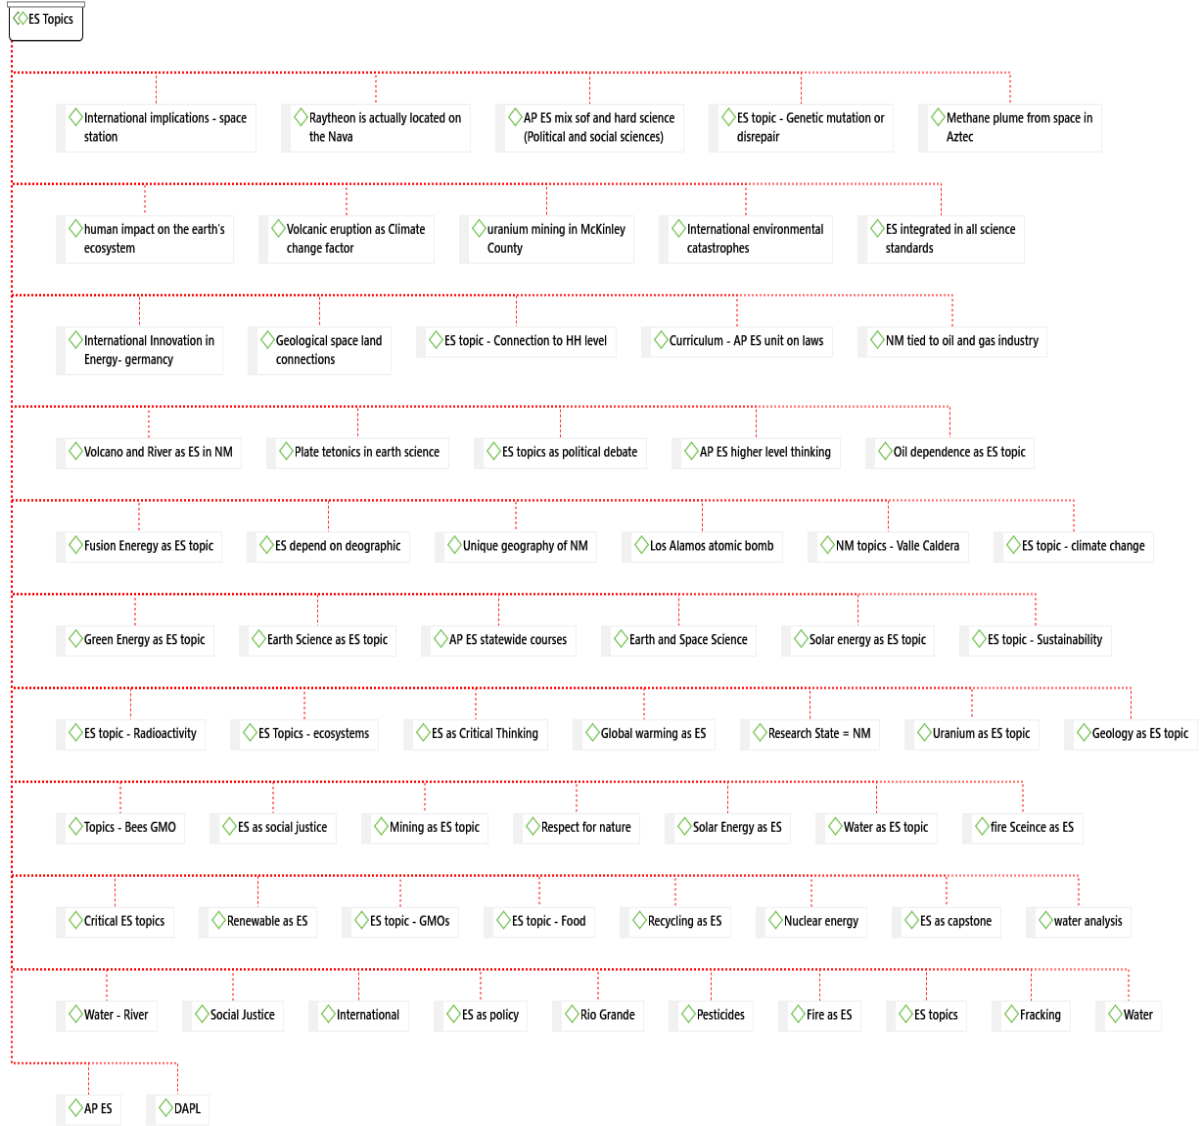 ES Topics
International implications - space
station
Raytheon is actually located on
the Nava
AP ES mix sof and hard science
(Political and social sciences)
ES topic - Genetic mutation or
disrepair
Methane plume from space in
Aztec
human impact on the earth's
ecosystem
Volcanic eruption as Climate
change factor
uranium mining in McKinley
County
International environmental
catastrophes
ES integrated in all science
standards
International Innovation in
Energy- germancy
Geological space land
connections
ES topic - Connection to HH level
Curriculum - AP ES unit on laws
NM tied to oil and gas industry
Volcano and River as ES in NM
Plate tetonics in earth science
ES topics as political debate
AP ES higher level thinking
Oil dependence as ES topic
Fusion Eneregy as ES topic
ES depend on deographic
Unique geography of NM
Los Alamos atomic bomb
NM topics - Valle Caldera
ES topic - climate change
Green Energy as ES topic
Earth Science as ES topic
AP ES statewide courses
Earth and Space Science
Solar energy as ES topic
ES topic - Sustainability
ES topic - Radioactivity
ES Topics - ecosystems
ES as Critical Thinking
Global warming as ES
Research State = NM
Uranium as ES topic
Geology as ES topic
Topics - Bees GMO
ES as social justice
Mining as ES topic
Respect for nature
Solar Energy as ES
Water as ES topic
fire Sceince as ES
Critical ES topics
Renewable as ES
ES topic - GMOs
ES topic - Food
Recycling as ES
Nuclear energy
ES as capstone
water analysis
Water - River
Social Justice
International
ES as policy
Rio Grande
Pesticides
Fire as ES
ES topics
Fracking
Water
AP ES
DAPL